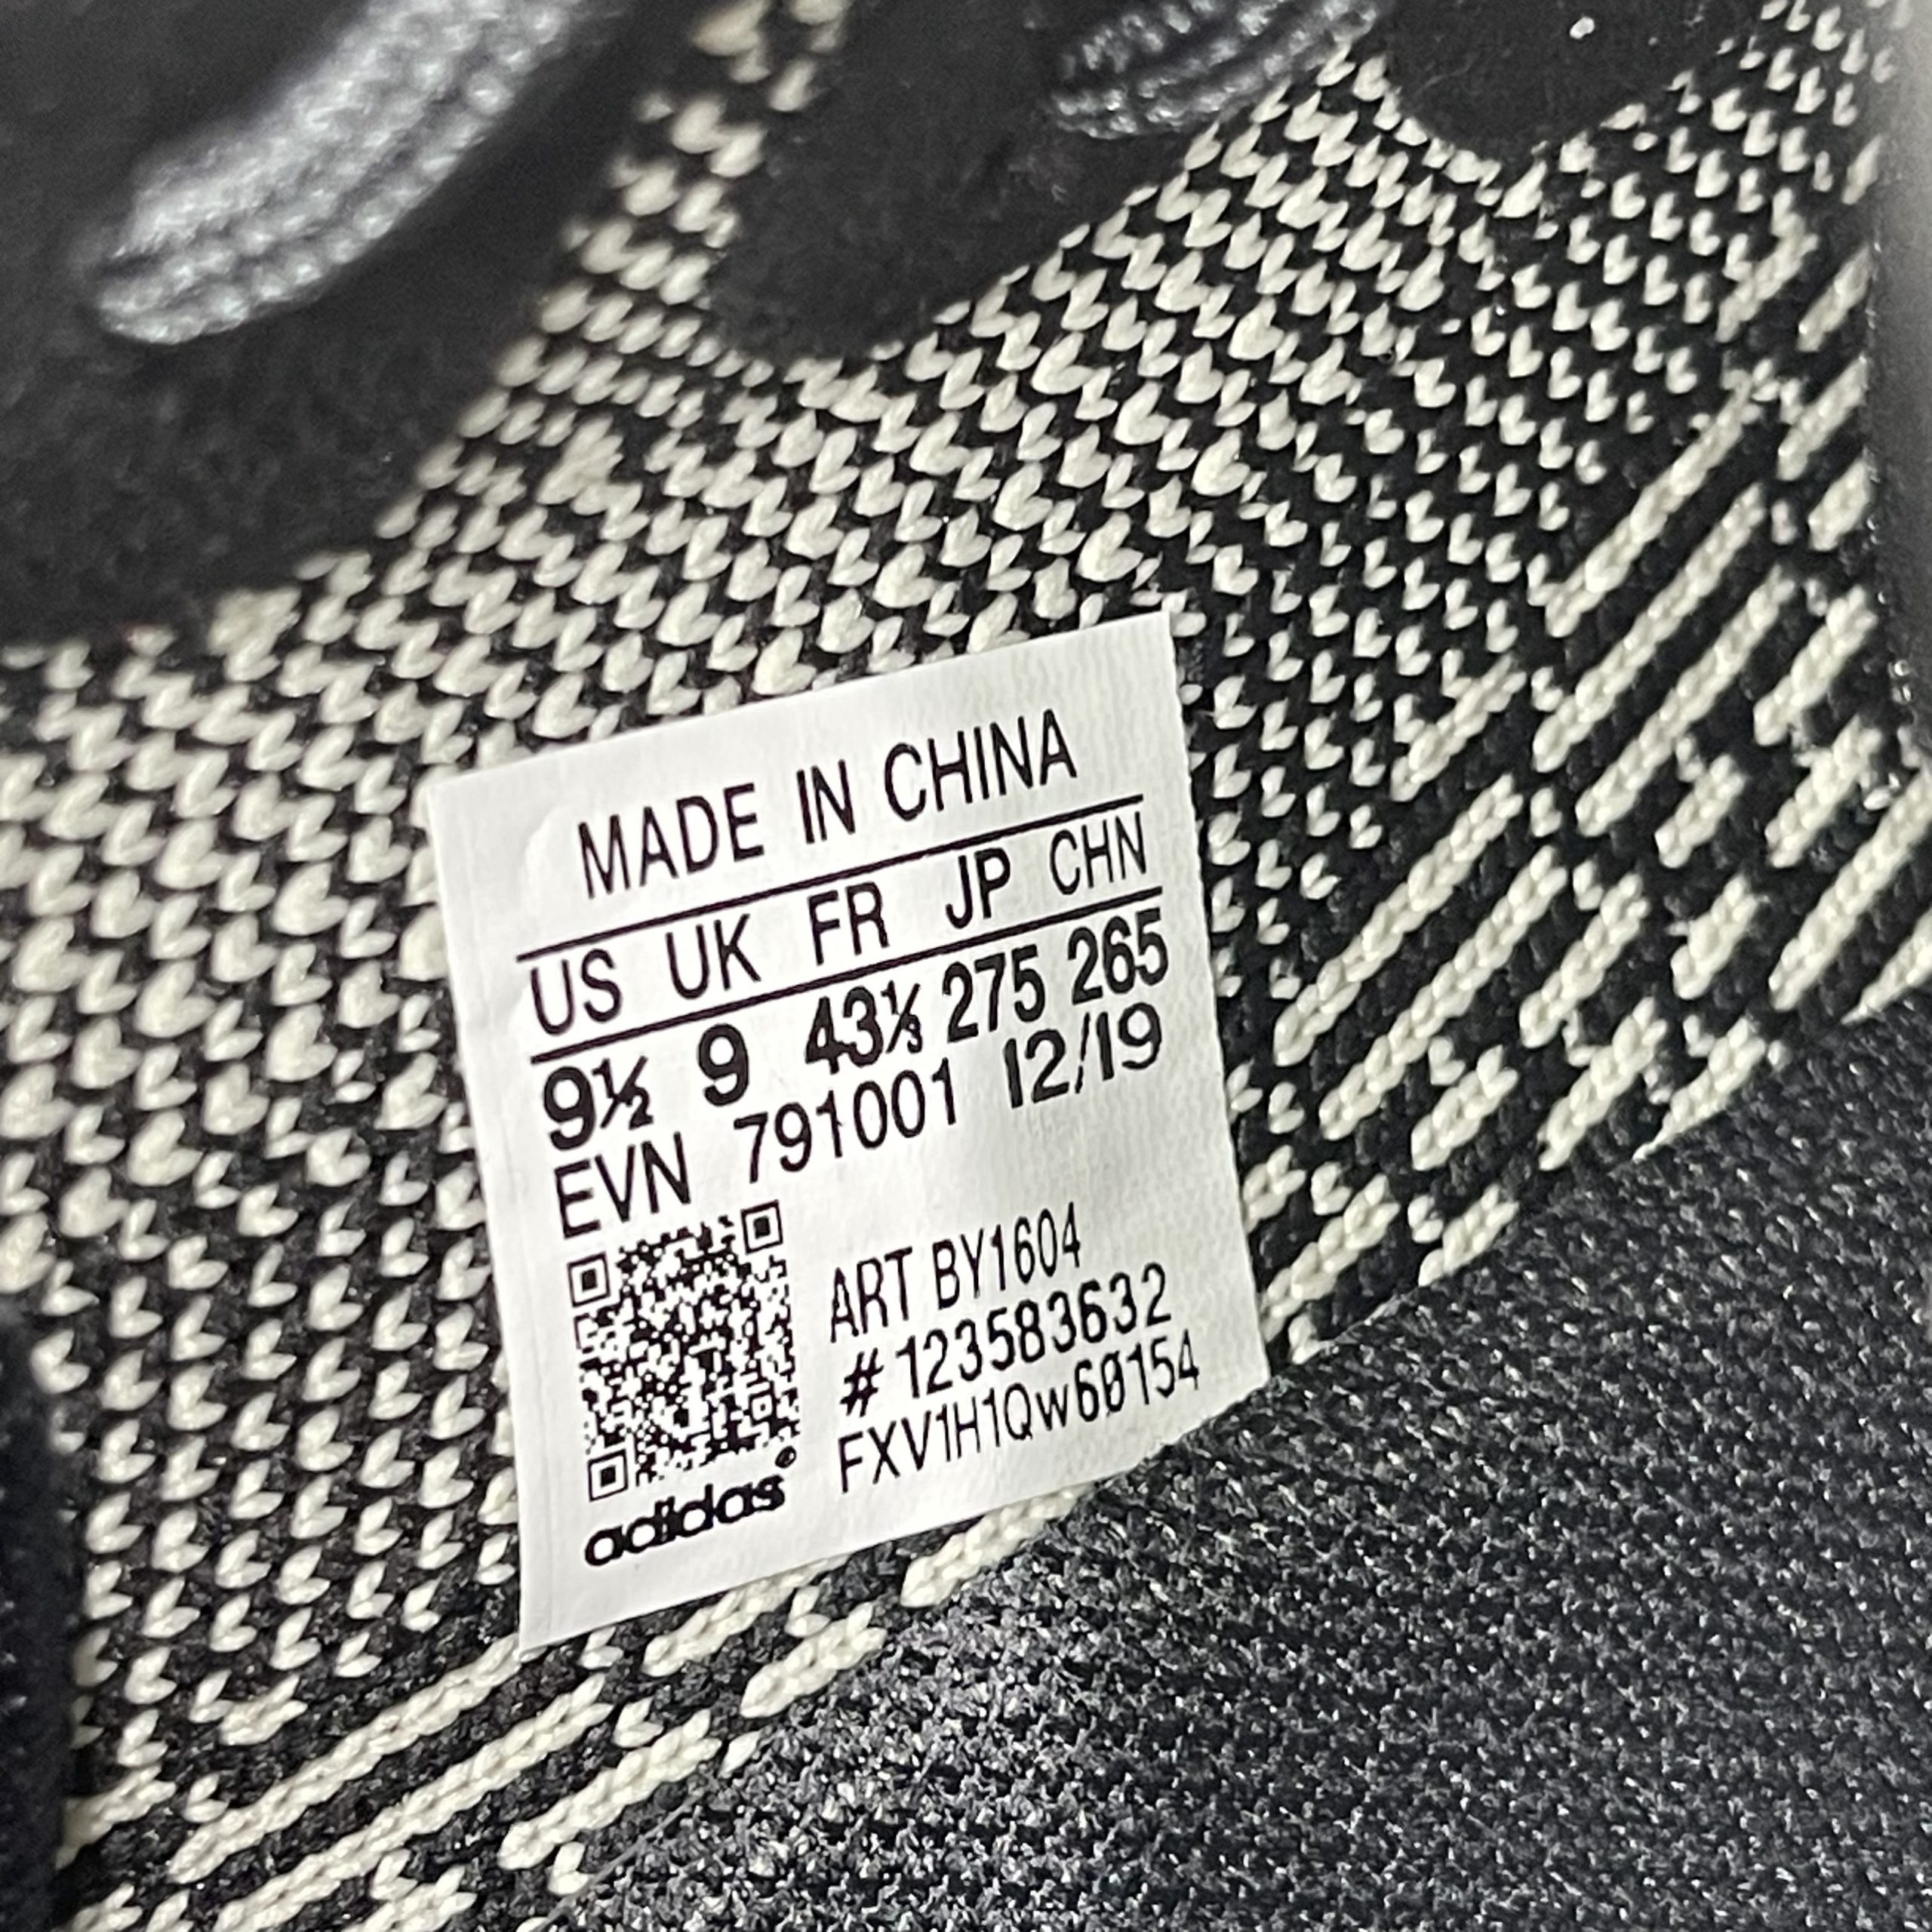 MADE IN CHINA
US UK FR JP CHN
9½ 9 43⅓ 275 265
EVN 791001 12/19
ART BY1604
# 123583632
FXV1H1Qw60154
adidas®